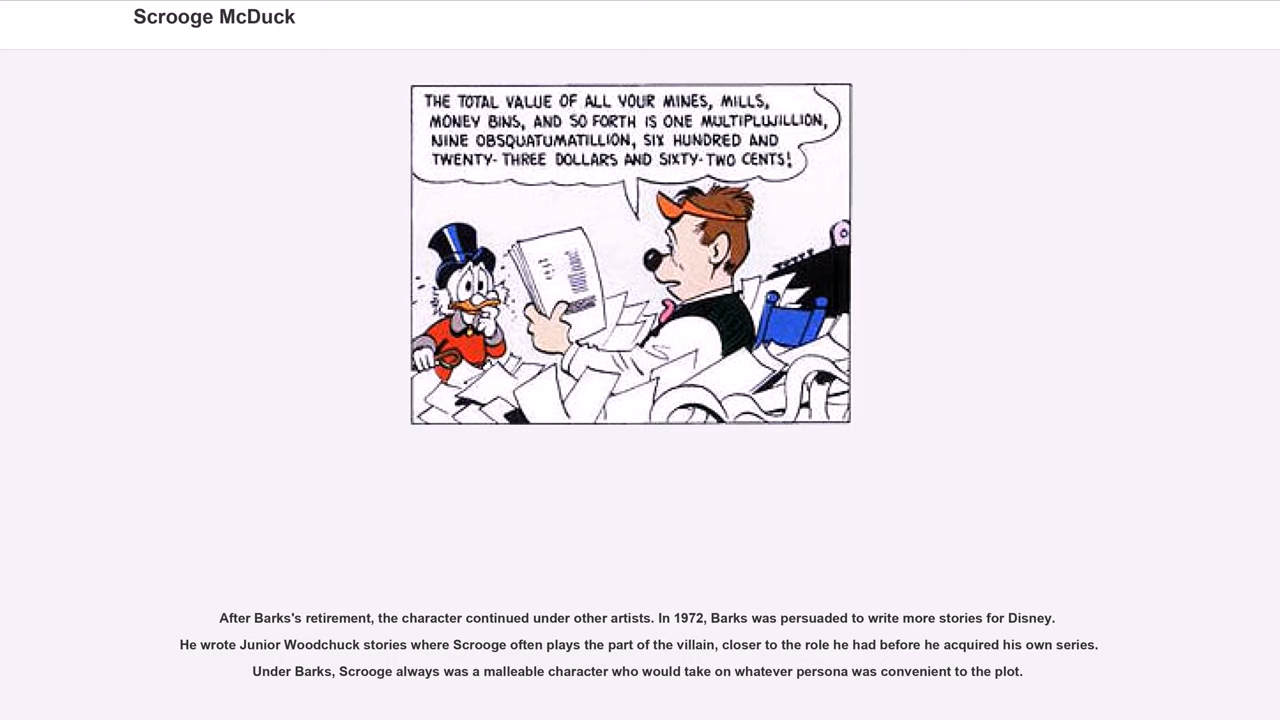 Scrooge McDuck
THE TOTAL VALUE OF ALL YOUR MINES, MILLS,
MONEY BINS, AND SO FORTH IS ONE MULTIPLUJILLION,
NINE OBSQUATUMATILLION, SIX HUNDRED AND
TWENTY-THREE DOLLARS AND SIXTY-TWO CENTS!
After Barks's retirement, the character continued under other artists. In 1972, Barks was persuaded to write more stories for Disney.
He wrote Junior Woodchuck stories where Scrooge often plays the part of the villain, closer to the role he had before he acquired his own series.
Under Barks, Scrooge always was a malleable character who would take on whatever persona was convenient to the plot.